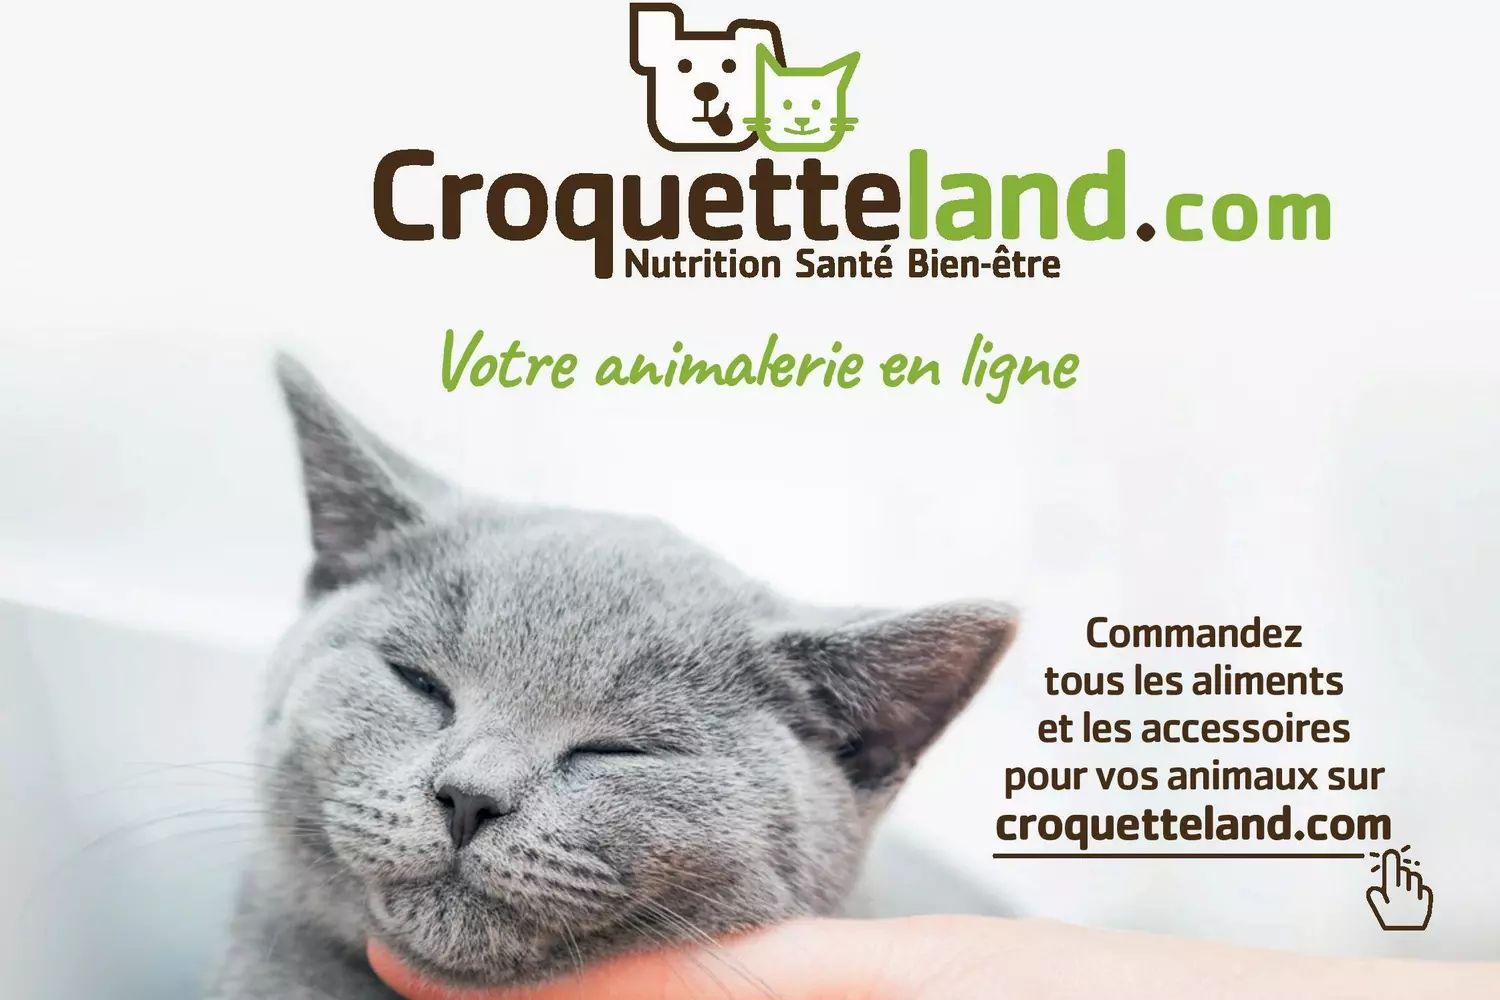 Croquetteland.com
Nutrition Santé Bien-être
Votre animalerie en ligne
Commandez
tous les aliments
et les accessoires
pour vos animaux sur
croquetteland.com